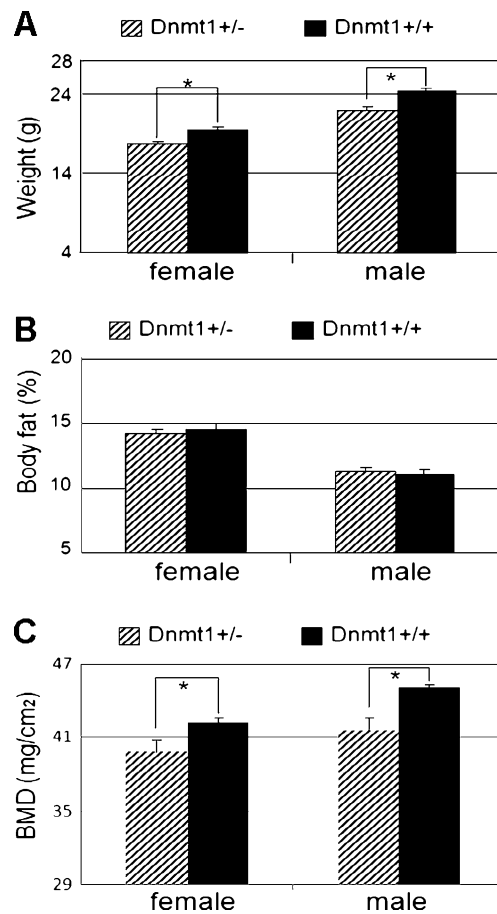 A
Dnmt1+/- Dnmt1+/+
28
24
14
4
Weight (g)
*
*
female male
B
Dnmt1+/- Dnmt1+/+
20
15
10
5
Body fat (%)
female male
C
Dnmt1+/- Dnmt1+/+
47
41
35
29
BMD (mg/cm2)
*
*
female male